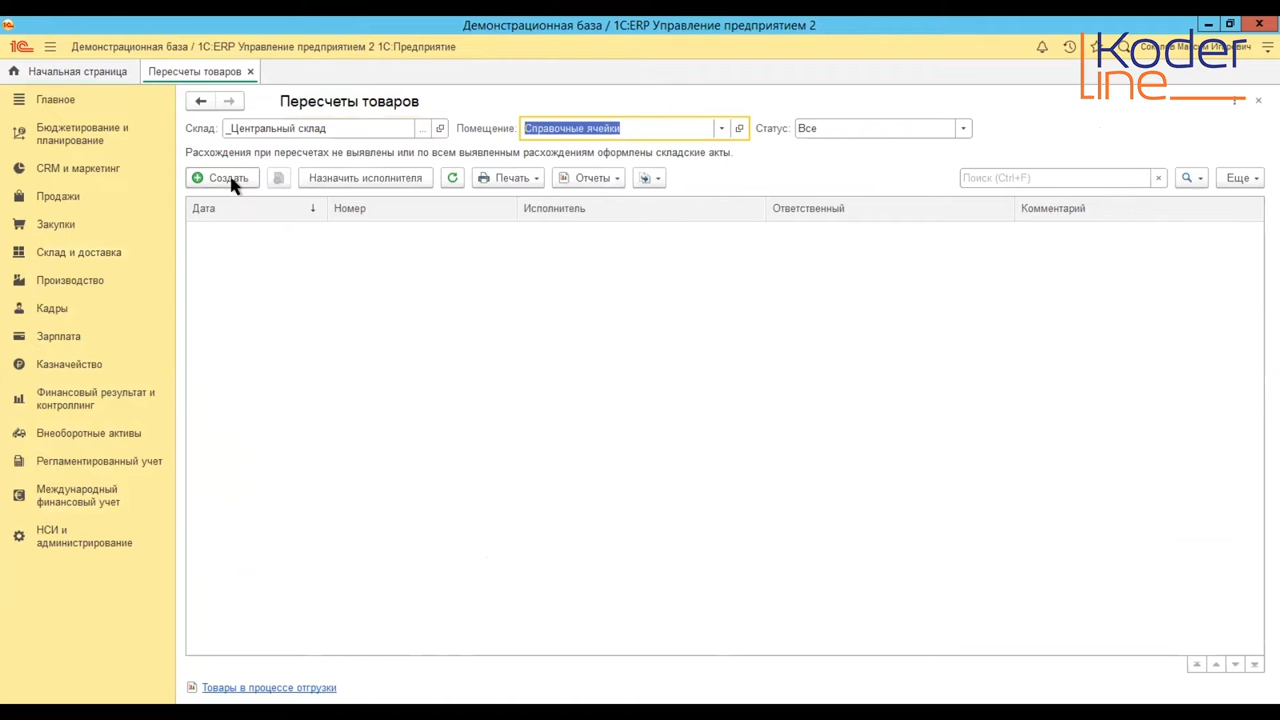 Демонстрационная база / 1С:ERP Управление предприятием 2
Демонстрационная база / 1С:ERP Управление предприятием 2 1С:Предприятие
Koder
line
Начальная страница
Пересчеты товаров ×
Главное
Бюджетирование и
планирование
CRM и маркетинг
Продажи
Закупки
Склад и доставка
Производство
Кадры
Зарплата
Казначейство
Финансовый результат и
контроллинг
Внеоборотные активы
Регламентированный учет
Международный
финансовый учет
НСИ и
администрирование
Пересчеты товаров
Склад: _Центральный склад ... Помещение: Справочные ячейки Статус: Все
Расхождения при пересчетах не выявлены или по всем выявленным расхождениям оформлены складские акты.
Создать Назначить исполнителя Печать Отчеты Поиск (Ctrl+F) × Еще
Дата ↓ Номер Исполнитель Ответственный Комментарий
Товары в процессе отгрузки